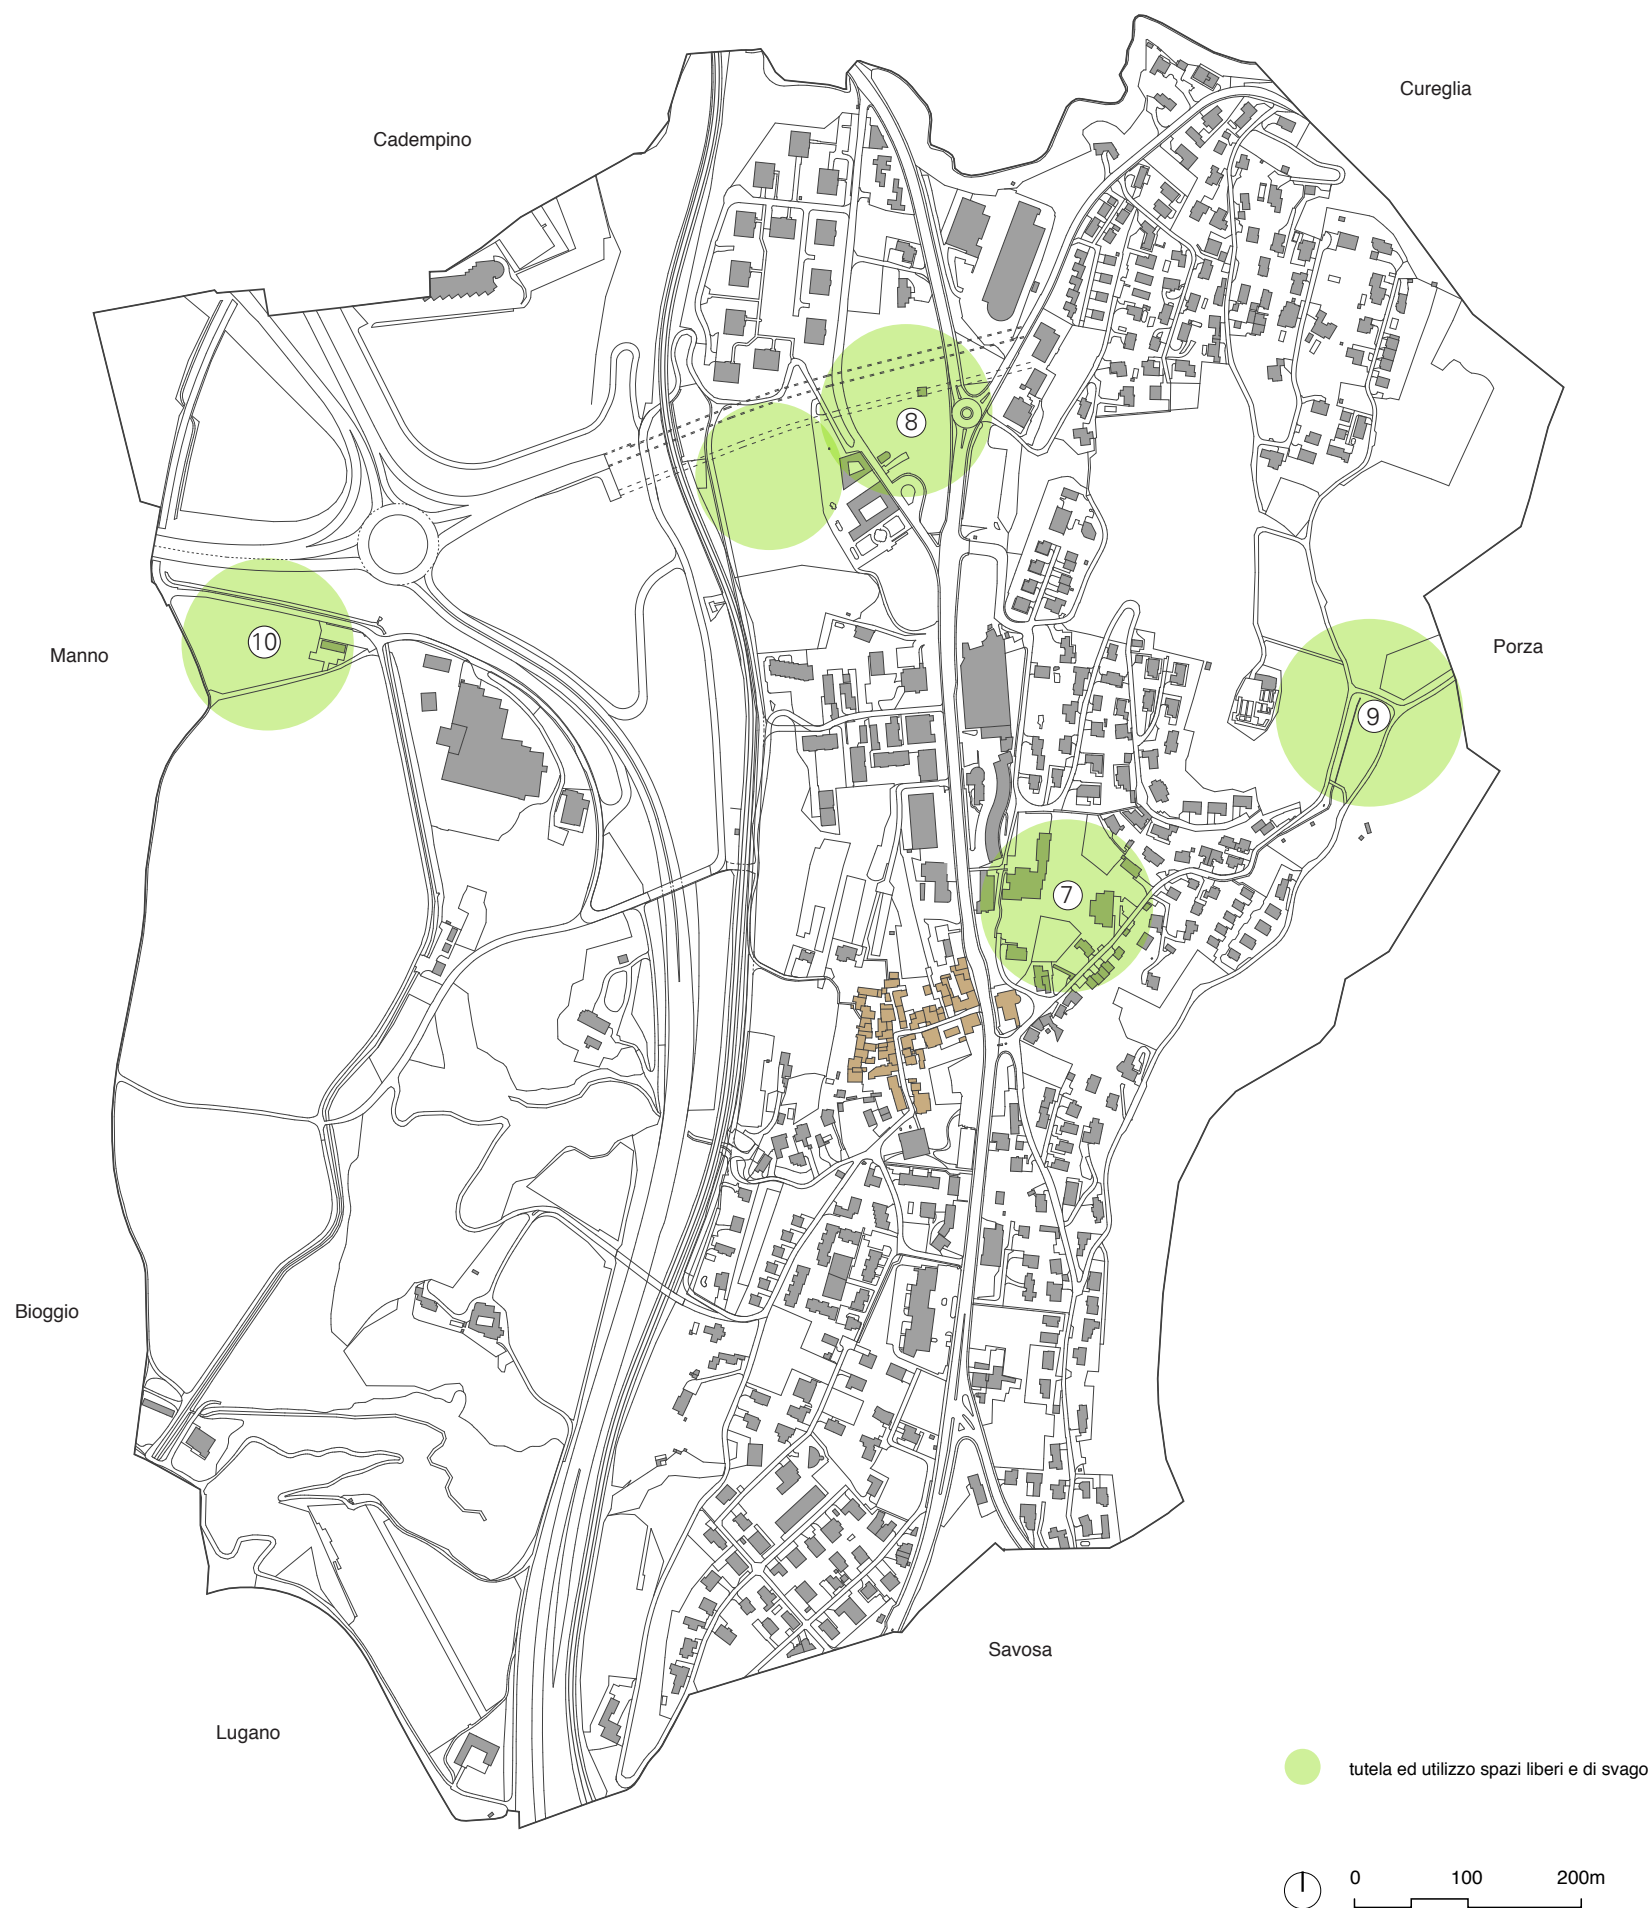 Cureglia
Cadempino
8
10
Manno
Porza
9
7
Bioggio
Savosa
Lugano
tutela ed utilizzo spazi liberi e di svago
0 100 200m